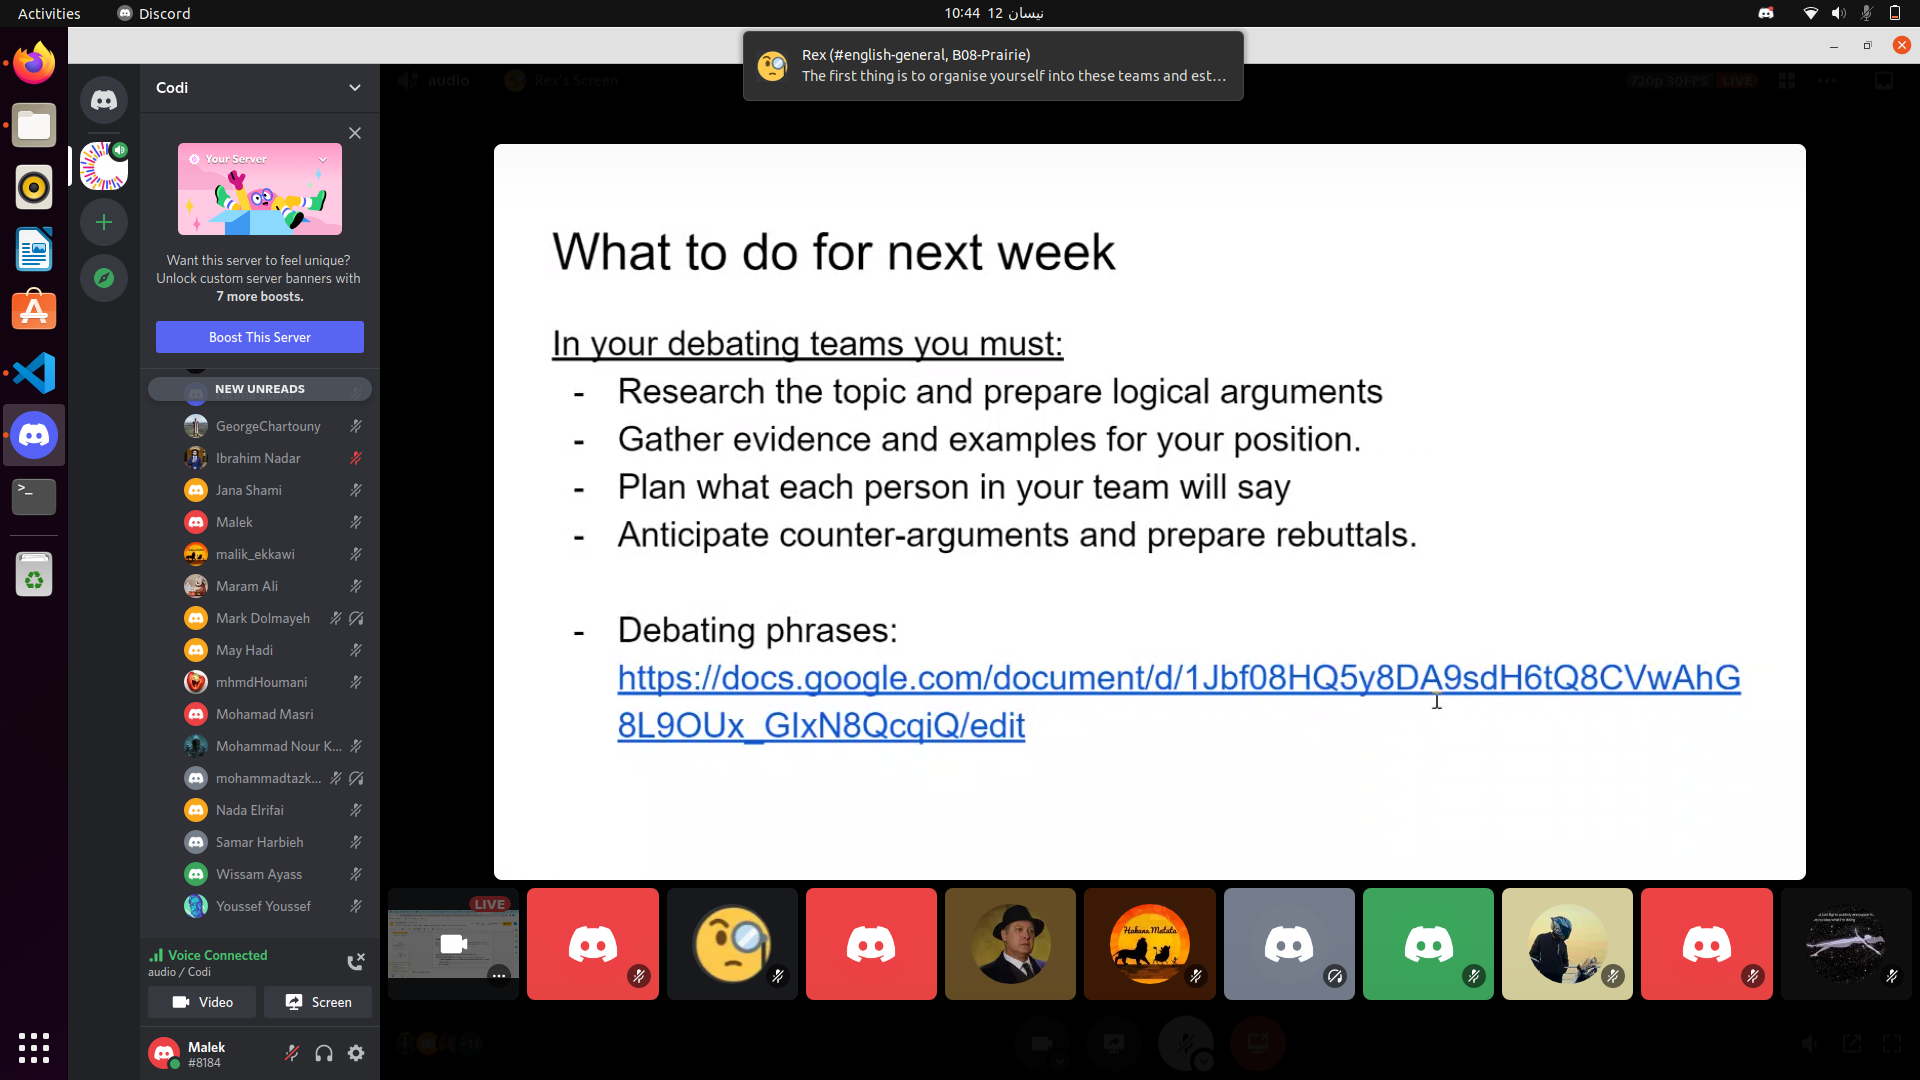 Activities
Discord
10:44 12 نيسان
Rex (#english-general, B08-Prairie)
The first thing is to organise yourself into these teams and est...
Codi
audio
Rex's Screen
720p 30FPS LIVE
Your Server
Want this server to feel unique?
Unlock custom server banners with
7 more boosts.
Boost This Server
NEW UNREADS
GeorgeChartouny
Ibrahim Nadar
Jana Shami
Malek
malik_ekkawi
Maram Ali
Mark Dolmayeh
May Hadi
mhmdHoumani
Mohamad Masri
Mohammad Nour K...
mohammadtazk...
Nada Elrifai
Samar Harbieh
Wissam Ayass
Youssef Youssef
Voice Connected
audio / Codi
Video
Screen
Malek
#8184
What to do for next week
In your debating teams you must:
- Research the topic and prepare logical arguments
- Gather evidence and examples for your position.
- Plan what each person in your team will say
- Anticipate counter-arguments and prepare rebuttals.
- Debating phrases:
https://docs.google.com/document/d/1Jbf08HQ5y8DA9sdH6tQ8CVwAhG
8L9OUx_GIxN8QcqiQ/edit
LIVE
Hakuna Matata